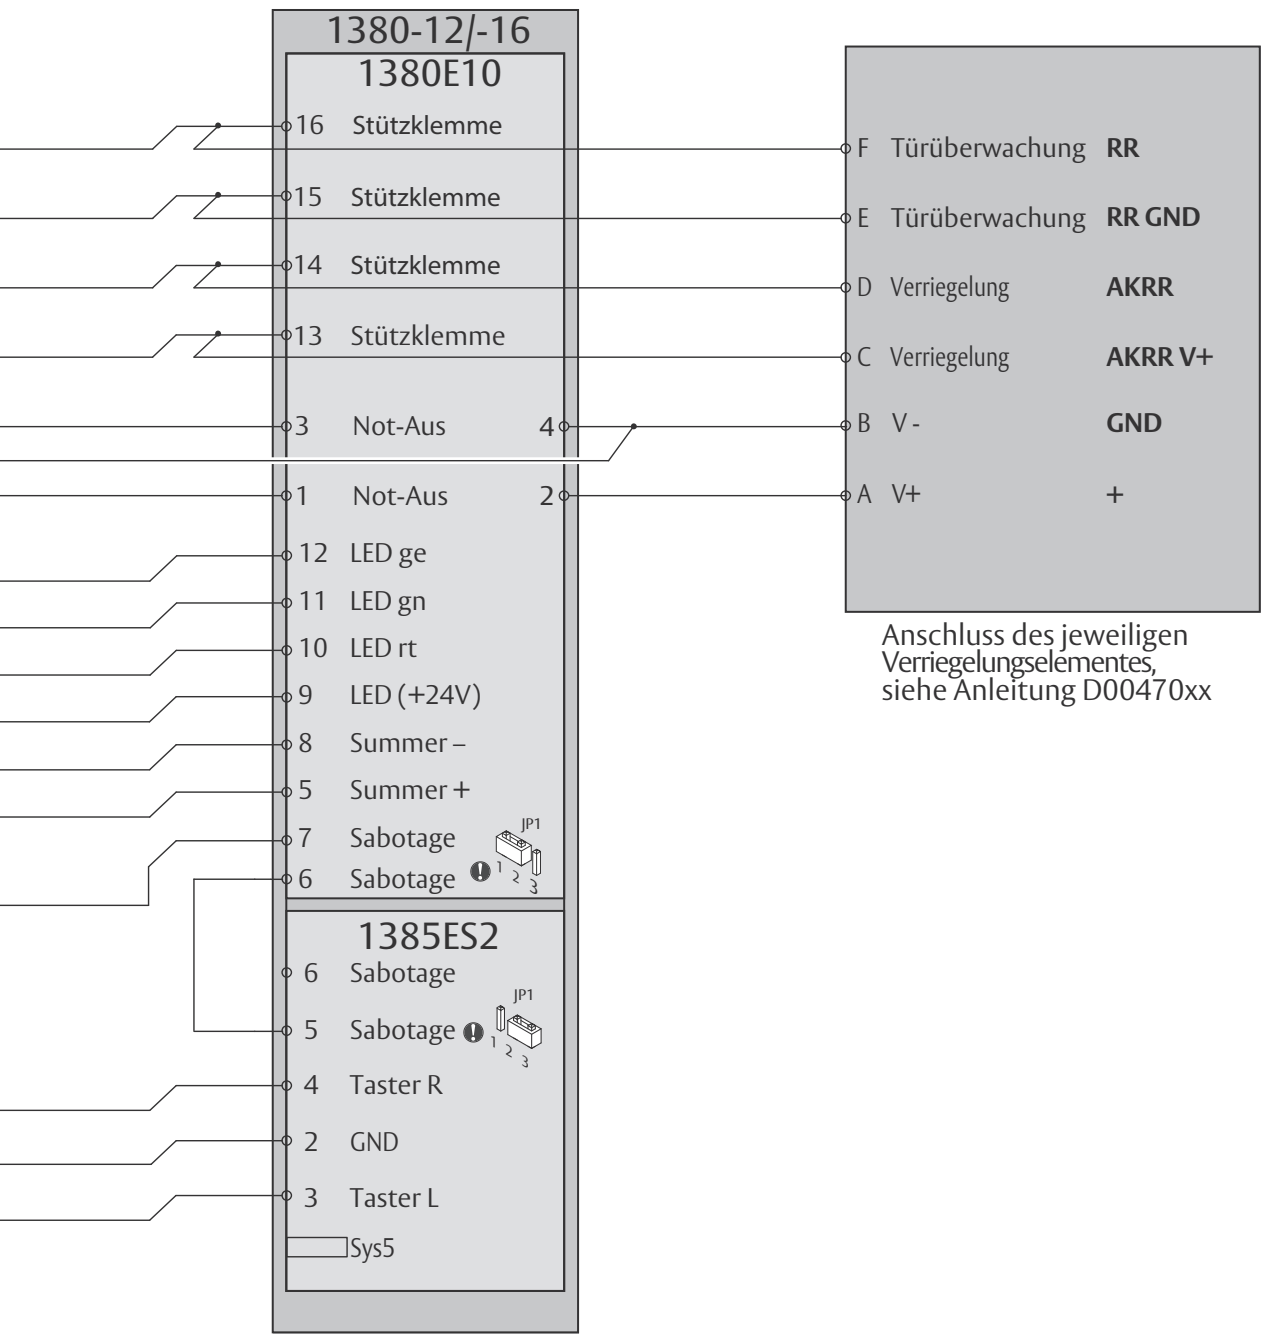 1380-12/-16
1380E10
16 Stützklemme
15 Stützklemme
14 Stützklemme
13 Stützklemme
3 Not-Aus 4
1 Not-Aus 2
12 LED ge
11 LED gn
10 LED rt
9 LED (+24V)
8 Summer –
5 Summer +
7 Sabotage
JP1
6 Sabotage
1 2 3
1385ES2
6 Sabotage
JP1
5 Sabotage
1 2 3
4 Taster R
2 GND
3 Taster L
Sys5
F Türüberwachung RR
E Türüberwachung RR GND
D Verriegelung AKRR
C Verriegelung AKRR V+
B V - GND
A V+ +
Anschluss des jeweiligen
Verriegelungselementes,
siehe Anleitung D00470xx